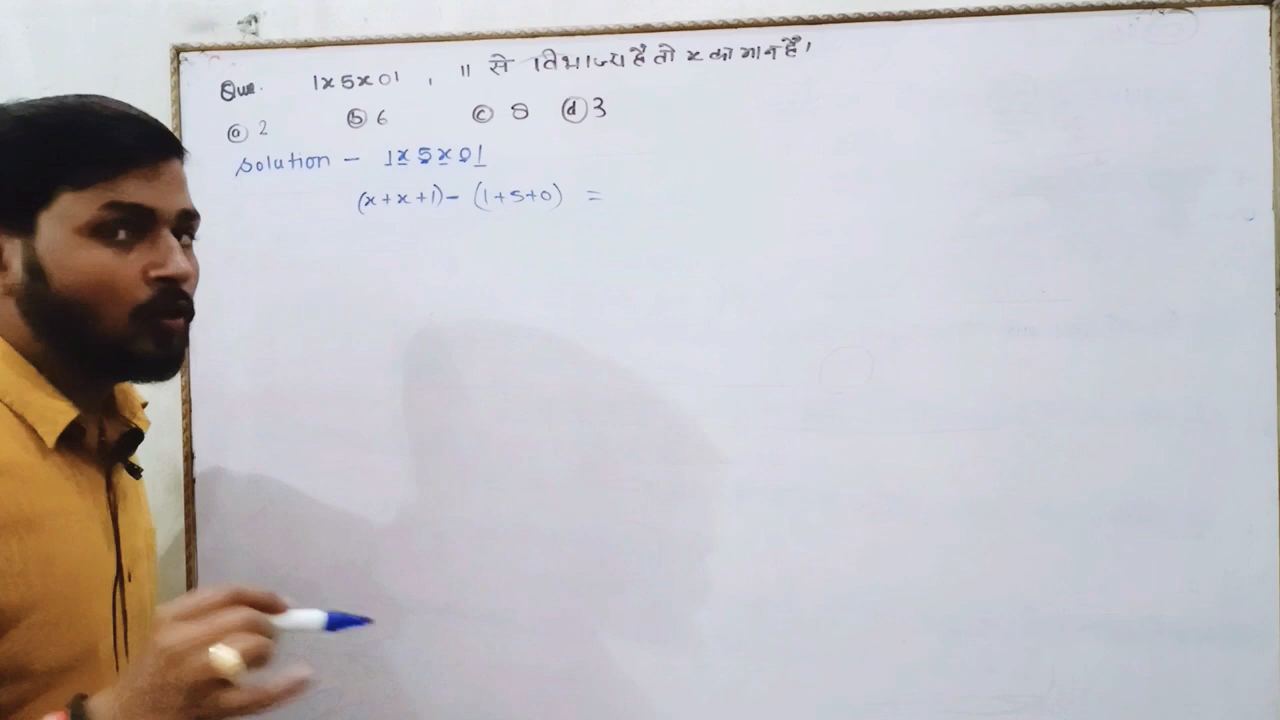 Que. 1x5x01, 11 से विभाज्य है तो x का मान है।
ⓐ 2 ⓑ 6 ⓒ 8 ⓓ 3
Solution - 1x5x01
(x+x+1)- (1+5+0) =